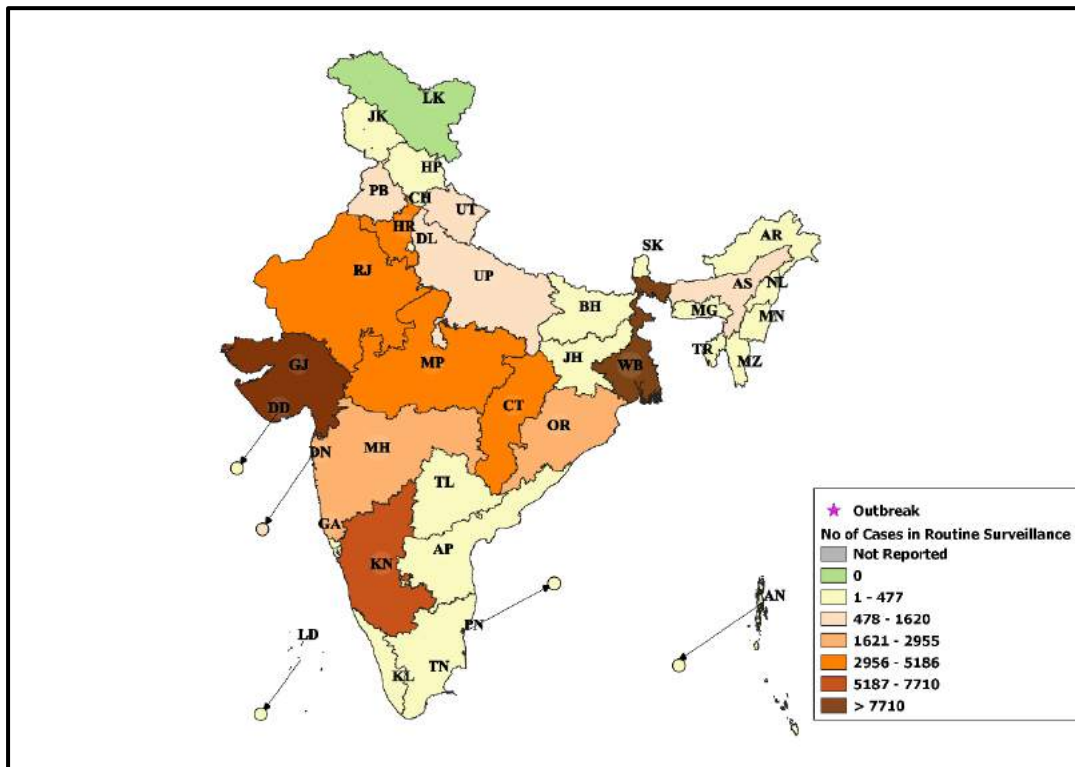 LK
JK
HP
PB
CH
UT
HR
DL
RJ
UP
SK
AR
AS
NL
BH
MG
MN
TR
MZ
JH
WB
GJ
MP
DD
CT
OR
DN
MH
TL
GA
AP
KN
AN
PN
LD
KL
TN
Outbreak
No of Cases in Routine Surveillance
Not Reported
0
1 - 477
478 - 1620
1621 - 2955
2956 - 5186
5187 - 7710
> 7710